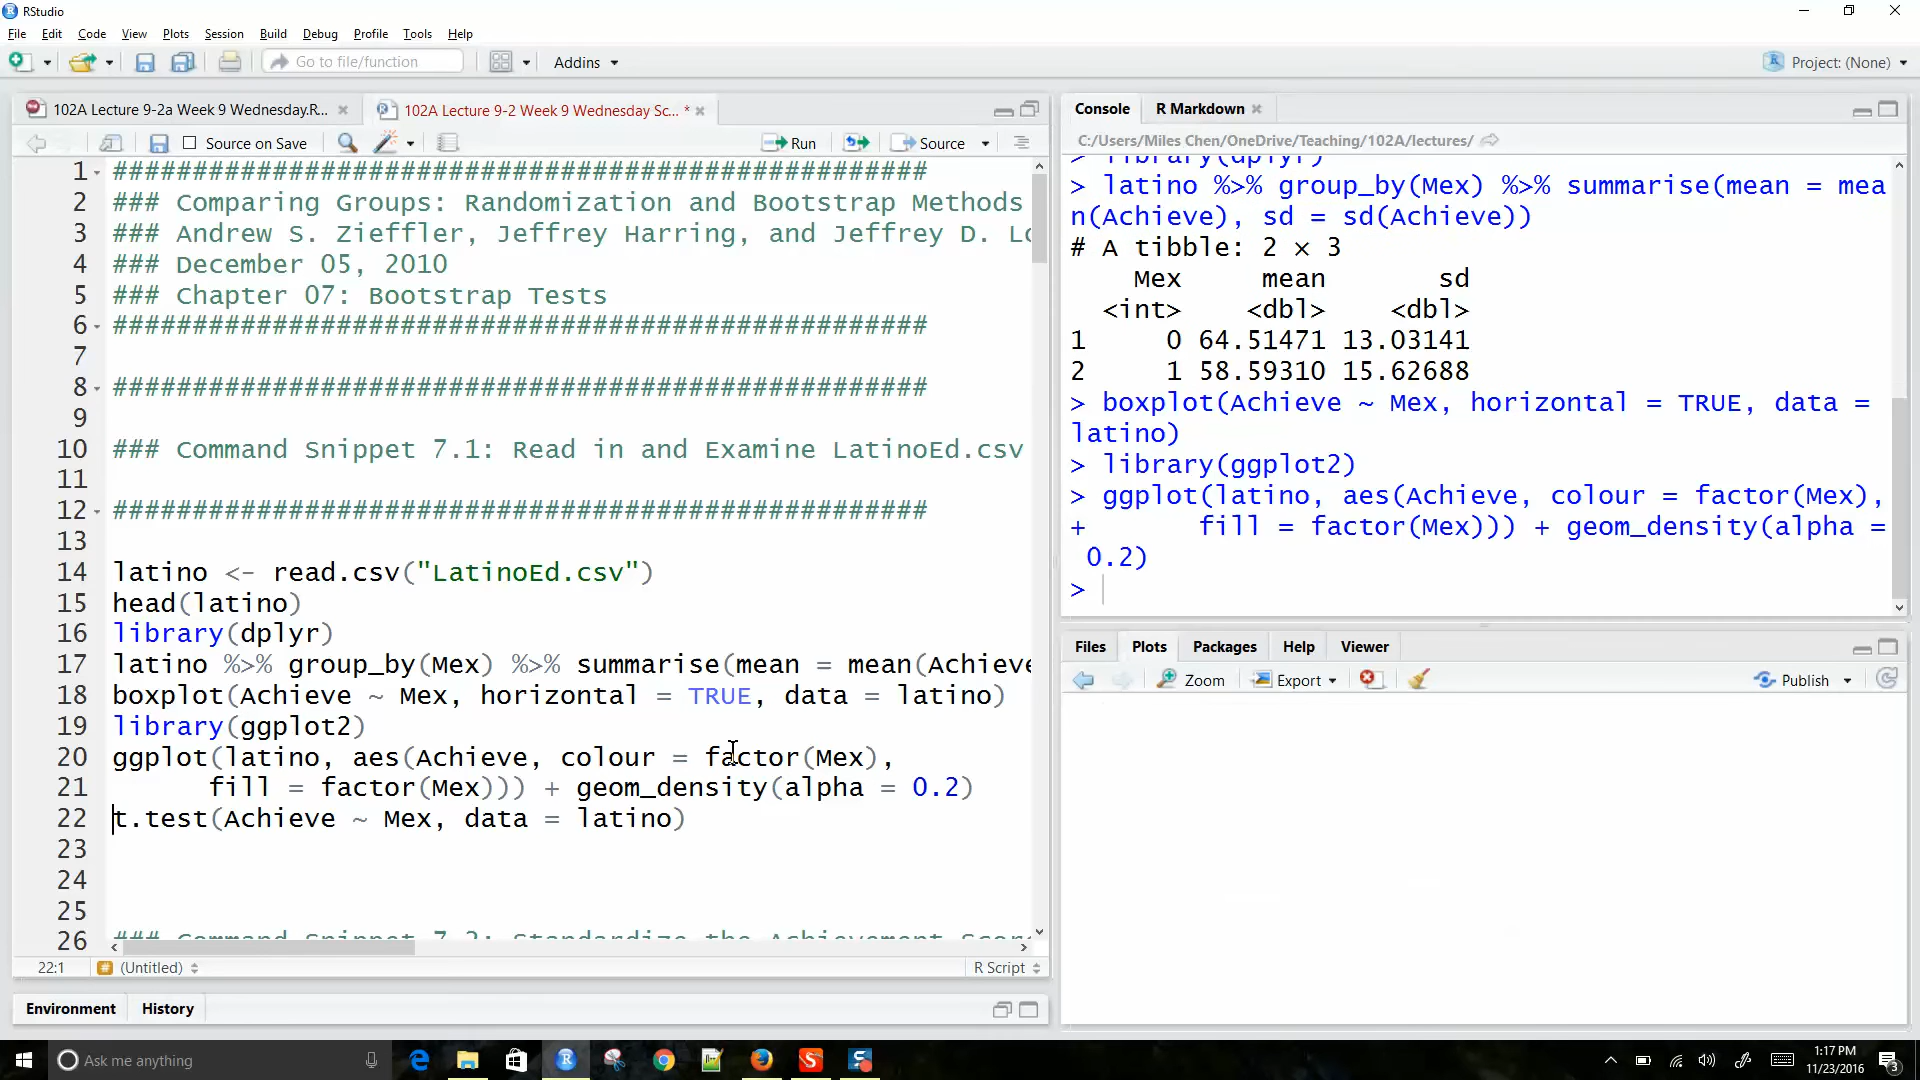 RStudio
File Edit Code View Plots Session Build Debug Profile Tools Help
Go to file/function Addins Project: (None)
102A Lecture 9-2a Week 9 Wednesday.R... 102A Lecture 9-2 Week 9 Wednesday Sc... *
Source on Save Run Source
1 ###################################################
2 ### Comparing Groups: Randomization and Bootstrap Methods
3 ### Andrew S. Zieffler, Jeffrey Harring, and Jeffrey D. Lo
4 ### December 05, 2010
5 ### Chapter 07: Bootstrap Tests
6 ###################################################
7
8 ###################################################
9
10 ### Command Snippet 7.1: Read in and Examine LatinoEd.csv
11
12 ###################################################
13
14 latino <- read.csv("LatinoEd.csv")
15 head(latino)
16 library(dplyr)
17 latino %>% group_by(Mex) %>% summarise(mean = mean(Achieve
18 boxplot(Achieve ~ Mex, horizontal = TRUE, data = latino)
19 library(ggplot2)
20 ggplot(latino, aes(Achieve, colour = factor(Mex),
21 fill = factor(Mex))) + geom_density(alpha = 0.2)
22 t.test(Achieve ~ Mex, data = latino)
23
24
25
26 ### Command Snippet 7.2: Standardize the Achievement Score
22:1 (Untitled) R Script
Environment History
Console R Markdown
C:/Users/Miles Chen/OneDrive/Teaching/102A/lectures/
> library(dplyr)
> latino %>% group_by(Mex) %>% summarise(mean = mea
n(Achieve), sd = sd(Achieve))
# A tibble: 2 × 3
Mex mean sd
<int> <dbl> <dbl>
1 0 64.51471 13.03141
2 1 58.59310 15.62688
> boxplot(Achieve ~ Mex, horizontal = TRUE, data =
latino)
> library(ggplot2)
> ggplot(latino, aes(Achieve, colour = factor(Mex),
+ fill = factor(Mex))) + geom_density(alpha =
0.2)
>
Files Plots Packages Help Viewer
Zoom Export Publish
Ask me anything
1:17 PM
11/23/2016
3